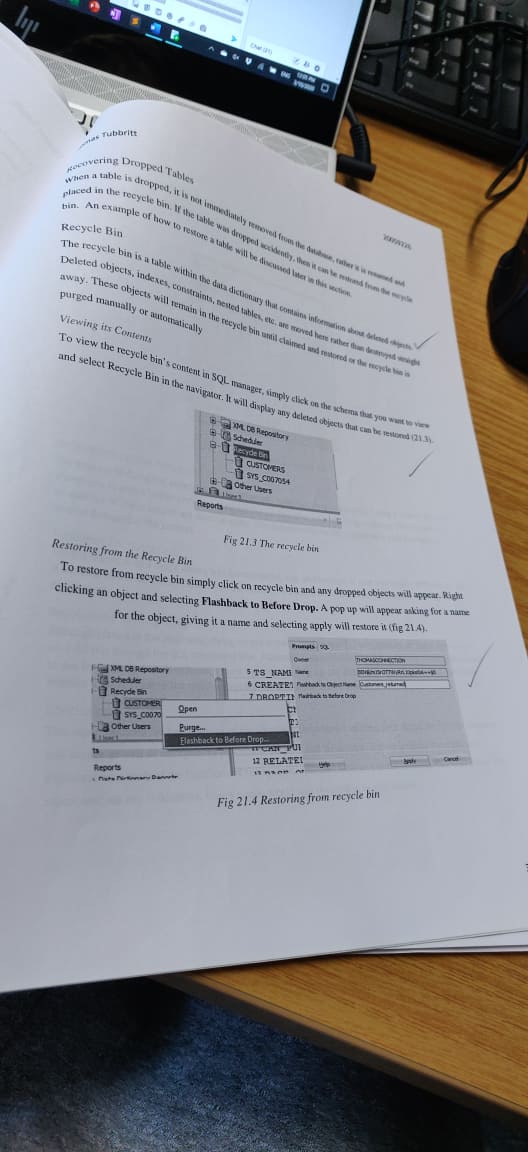 hp
Chat (21)
ENG
Tubbritt
20099226
Recovering Dropped Tables
When a table is dropped, it is not immediately removed from the database, rather it is renamed and
placed in the recycle bin. If the table was dropped accidently, then it can be restored from the recycle
bin. An example of how to restore a table will be discussed later in this section.
Recycle Bin
The recycle bin is a table within the data dictionary that contains information about deleted objects.
Deleted objects, indexes, constraints, nested tables, etc. are moved here rather than destroyed straight
away. These objects will remain in the recycle bin until claimed and restored or the recycle bin is
purged manually or automatically
Viewing its Contents
To view the recycle bin's content in SQL manager, simply click on the schema that you want to view
and select Recycle Bin in the navigator. It will display any deleted objects that can be restored (21.3).
XML DB Repository
Scheduler
Recycle Bin
CUSTOMERS
SYS_C007054
Other Users
Reports
Fig 21.3 The recycle bin
Restoring from the Recycle Bin
To restore from recycle bin simply click on recycle bin and any dropped objects will appear. Right
clicking an object and selecting Flashback to Before Drop. A pop up will appear asking for a name
for the object, giving it a name and selecting apply will restore it (fig 21.4).
XML DB Repository
Scheduler
Recycle Bin
CUSTOMER
SYS_C0070
Other Users
ts
Reports
Open
Purge...
Flashback to Before Drop...
5 TS_NAME
6 CREATET
7 DROPTIM
12 RELATEI
Prompts SQL
Owner THOMASCONNECTION
Name
Flashback to Object Name Customers_returned
Flashback to Before Drop
Help Apply Cancel
Fig 21.4 Restoring from recycle bin